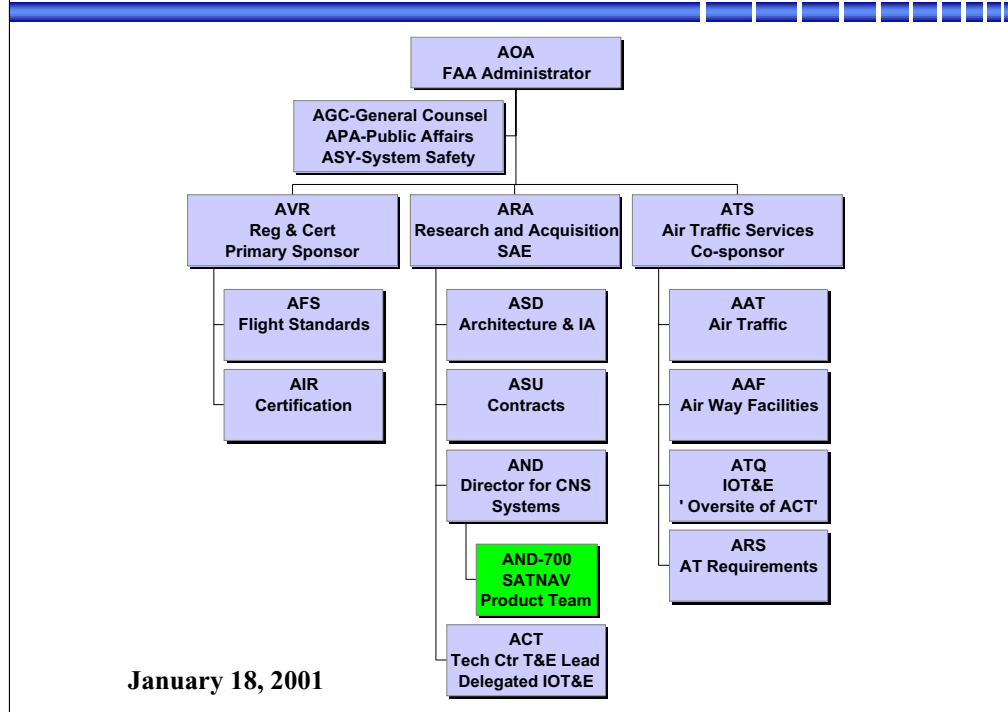 AOA
FAA Administrator
AGC-General Counsel
APA-Public Affairs
ASY-System Safety
AVR
Reg & Cert
Primary Sponsor
ARA
Research and Acquisition
SAE
ATS
Air Traffic Services
Co-sponsor
AFS
Flight Standards
AIR
Certification
ASD
Architecture & IA
ASU
Contracts
AND
Director for CNS
Systems
AND-700
SATNAV
Product Team
ACT
Tech Ctr T&E Lead
Delegated IOT&E
AAT
Air Traffic
AAF
Air Way Facilities
ATQ
IOT&E
' Oversite of ACT'
ARS
AT Requirements
January 18, 2001